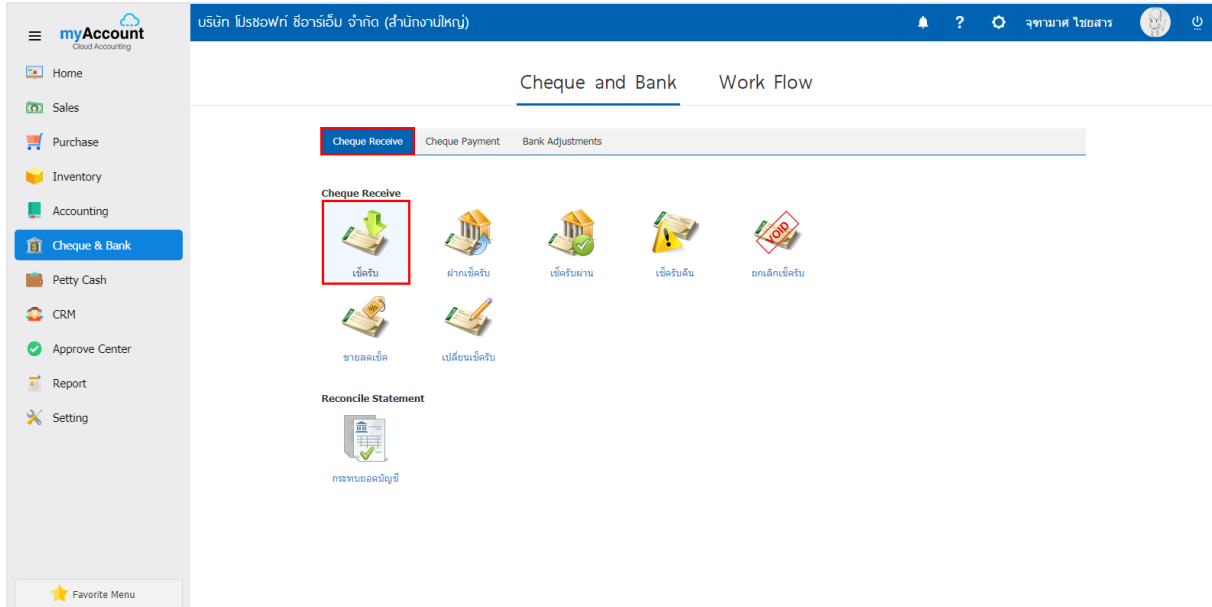 myAccount
Cloud Accounting
บริษัท โปรซอฟท์ ซีอาร์เอ็ม จำกัด (สำนักงานใหญ่)
?
จุฑามาศ ไชยสาร
Home
Sales
Purchase
Inventory
Accounting
Cheque & Bank
Petty Cash
CRM
Approve Center
Report
Setting
Favorite Menu
Cheque and Bank Work Flow
Cheque Receive Cheque Payment Bank Adjustments
Cheque Receive
VOID
เช็ครับ ฝากเช็ครับ เช็ครับผ่าน เช็ครับคืน ยกเลิกเช็ครับ
ขายลดเช็ค เปลี่ยนเช็ครับ
Reconcile Statement
กระทบยอดบัญชี